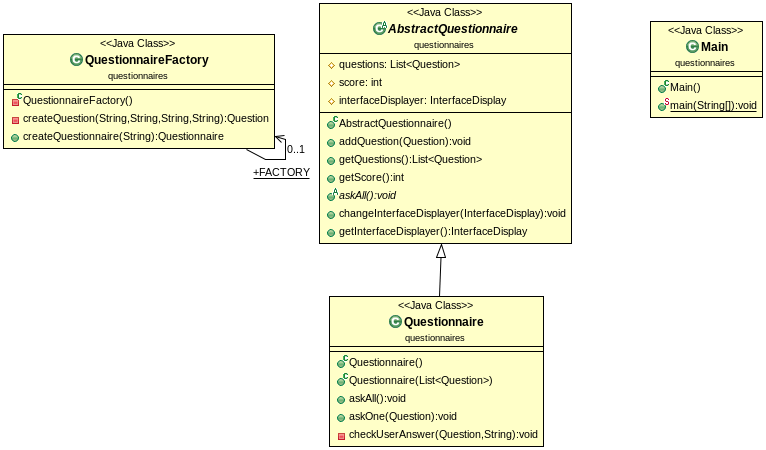 <<Java Class>>
QuestionnaireFactory
questionnaires
QuestionnaireFactory()
createQuestion(String,String,String,String):Question
createQuestionnaire(String):Questionnaire
0..1
+FACTORY
<<Java Class>>
AbstractQuestionnaire
questionnaires
questions: List<Question>
score: int
interfaceDisplayer: InterfaceDisplay
AbstractQuestionnaire()
addQuestion(Question):void
getQuestions():List<Question>
getScore():int
askAll():void
changeInterfaceDisplayer(InterfaceDisplay):void
getInterfaceDisplayer():InterfaceDisplay
<<Java Class>>
Main
questionnaires
Main()
main(String[]):void
<<Java Class>>
Questionnaire
questionnaires
Questionnaire()
Questionnaire(List<Question>)
askAll():void
askOne(Question):void
checkUserAnswer(Question,String):void